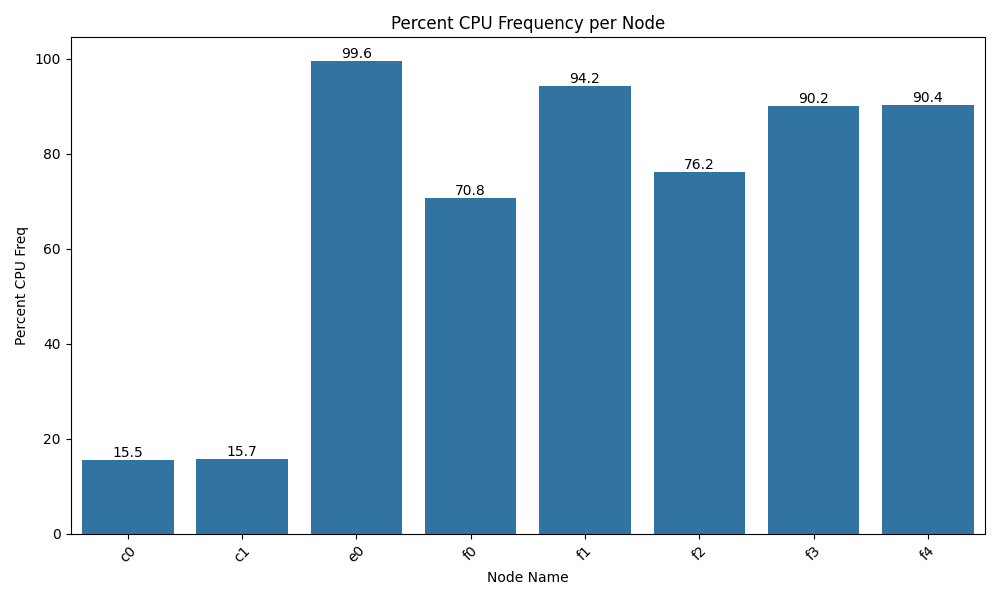 Percent CPU Frequency per Node
Percent CPU Freq
100
80
60
40
20
0
15.5
15.7
99.6
70.8
94.2
76.2
90.2
90.4
c0
c1
e0
f0
f1
f2
f3
f4
Node Name